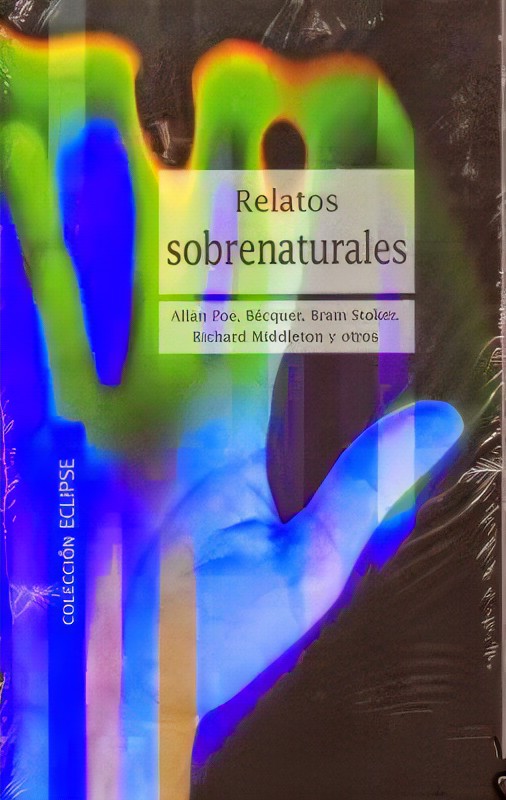 Relatos
sobrenaturales
Allan Poe, Bécquer, Bram Stoker,
Richard Middleton y otros
COLECCIÓN ECLIPSE